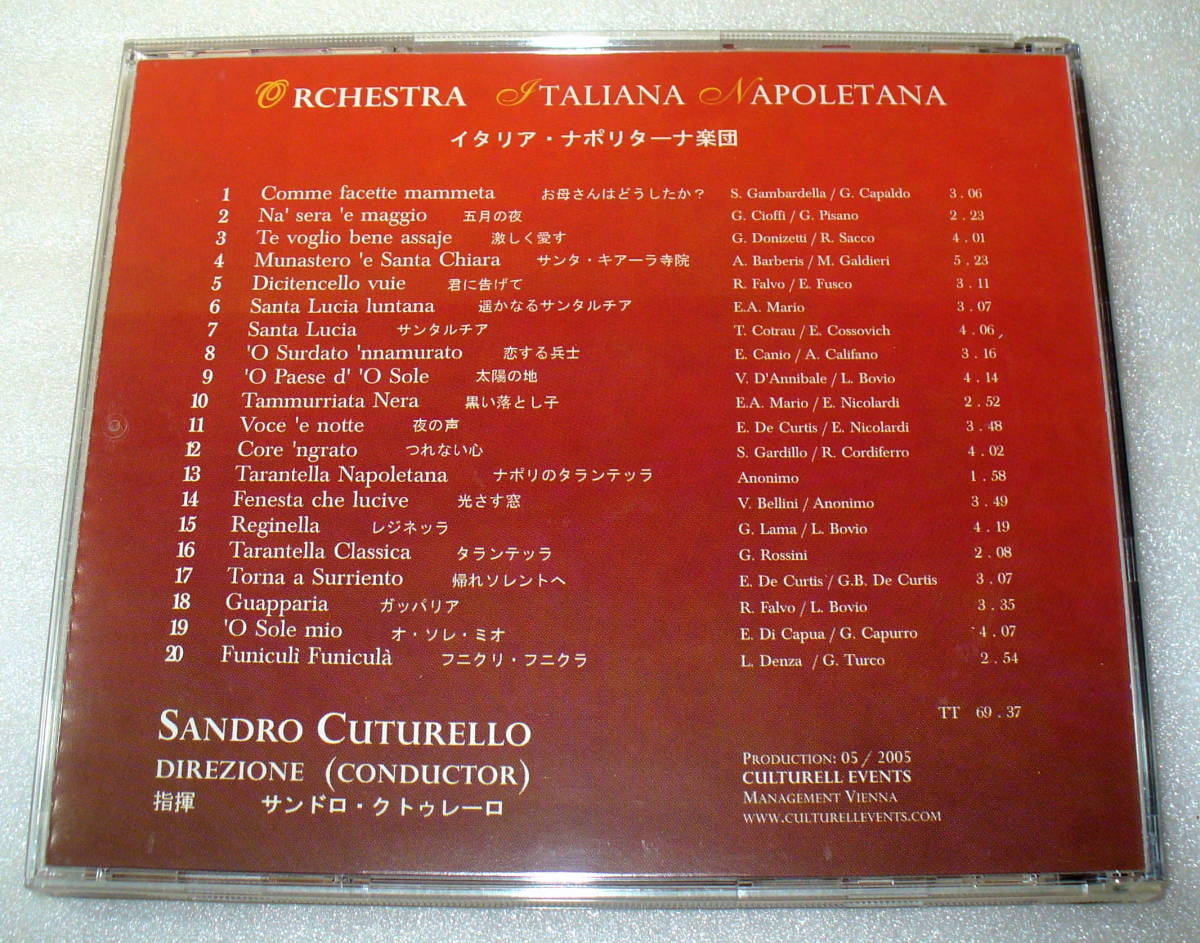 ORCHESTRA ITALIANA NAPOLETANA
イタリア・ナポリターナ楽団
1 Comme facette mammeta お母さんはどうしたか? S. Gambardella / G. Capaldo 3.06
2 Na' sera 'e maggio 五月の夜 G. Cioffi / G. Pisano 2.23
3 Te voglio bene assaje 激しく愛す G. Donizetti / R. Sacco 4.01
4 Munastero 'e Santa Chiara サンタ・キアーラ寺院 A. Barberis / M. Galdieri 5.23
5 Dicitencello vuie 君に告げて R. Falvo / E. Fusco 3.11
6 Santa Lucia luntana 遥かなるサンタルチア E.A. Mario 3.07
7 Santa Lucia サンタルチア T. Cotrau / E. Cossovich 4.06
8 'O Surdato 'nnamurato 恋する兵士 E. Canio / A. Califano 3.16
9 'O Paese d' 'O Sole 太陽の地 V. D'Annibale / L. Bovio 4.14
10 Tammurriata Nera 黒い落とし子 E.A. Mario / E. Nicolardi 2.52
11 Voce 'e notte 夜の声 E. De Curtis / E. Nicolardi 3.48
12 Core 'ngrato つれない心 S. Gardillo / R. Cordiferro 4.02
13 Tarantella Napoletana ナポリのタランテッラ Anonimo 1.58
14 Fenesta che lucive 光さす窓 V. Bellini / Anonimo 3.49
15 Reginella レジネッラ G. Lama / L. Bovio 4.19
16 Tarantella Classica タランテッラ G. Rossini 2.08
17 Torna a Surriento 帰れソレントへ E. De Curtis / G.B. De Curtis 3.07
18 Guapparia ガッパリア R. Falvo / L. Bovio 3.35
19 'O Sole mio オ・ソレ・ミオ E. Di Capua / G. Capurro 4.07
20 Funiculì Funiculà フニクリ・フニクラ L. Denza / G. Turco 2.54
TT 69.37
SANDRO CUTURELLO
DIREZIONE (CONDUCTOR)
指揮 サンドロ・クトゥレーロ
PRODUCTION: 05 / 2005
CULTURELL EVENTS
MANAGEMENT VIENNA
WWW.CULTURELLEVENTS.COM